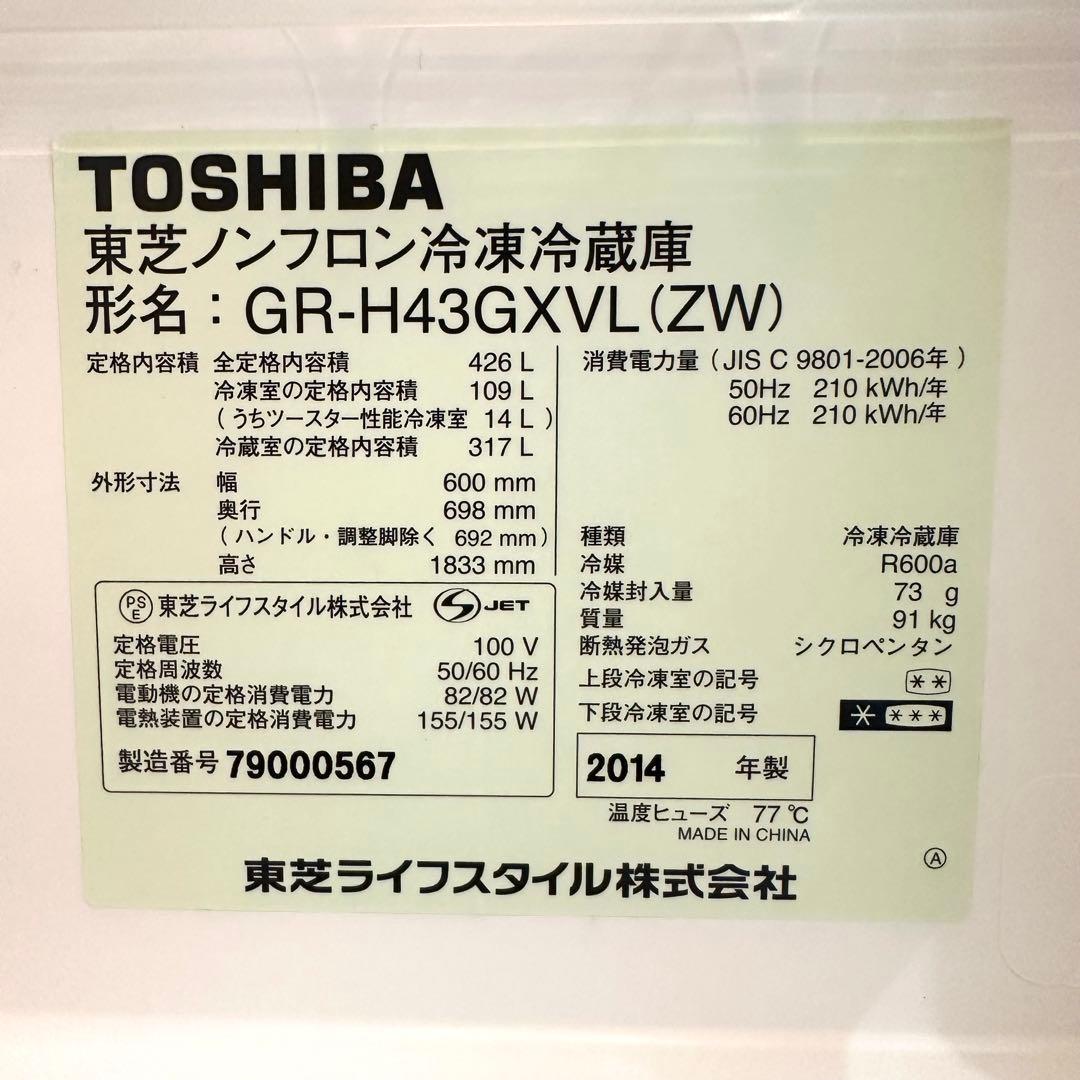 TOSHIBA
東芝ノンフロン冷凍冷蔵庫
形名：GR-H43GXVL(ZW)
定格内容積 全定格内容積 426 L
冷凍室の定格内容積 109 L
(うちツースター性能冷凍室 14 L)
冷蔵室の定格内容積 317 L
外形寸法 幅 600 mm
奥行 698 mm
(ハンドル・調整脚除く 692 mm)
高さ 1833 mm
消費電力量 (JIS C 9801-2006年)
50Hz 210 kWh/年
60Hz 210 kWh/年
種類 冷凍冷蔵庫
冷媒 R600a
冷媒封入量 73 g
質量 91 kg
断熱発泡ガス シクロペンタン
上段冷凍室の記号 **
下段冷凍室の記号 * ***
PSE 東芝ライフスタイル株式会社 S JET
定格電圧 100 V
定格周波数 50/60 Hz
電動機の定格消費電力 82/82 W
電熱装置の定格消費電力 155/155 W
製造番号 79000567
2014 年製
温度ヒューズ 77℃
MADE IN CHINA
Ⓐ
東芝ライフスタイル株式会社